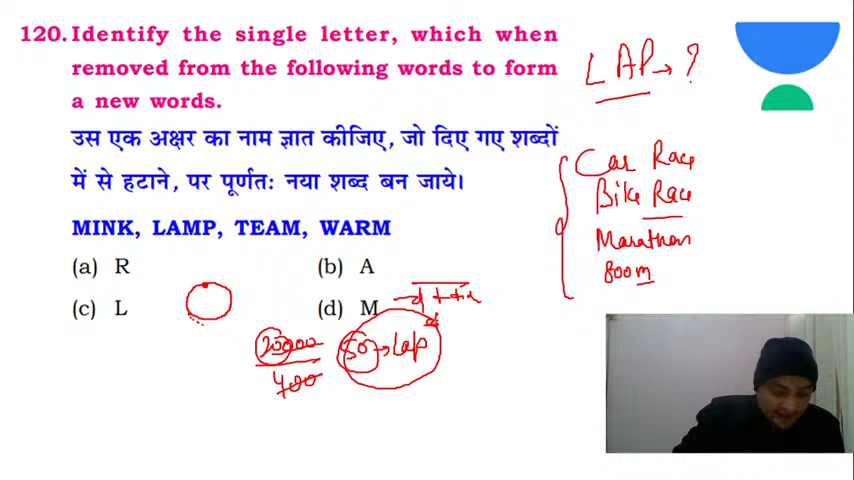 120. Identify the single letter, which when
removed from the following words to form
a new words.
उस एक अक्षर का नाम ज्ञात कीजिए, जो दिए गए शब्दों
में से हटाने, पर पूर्णतः नया शब्द बन जाये।
MINK, LAMP, TEAM, WARM
(a) R (b) A
(c) L (d) M
LAP → ?
Car Race
Bike Race
Marathon
800m
20000
400
50 → Lap